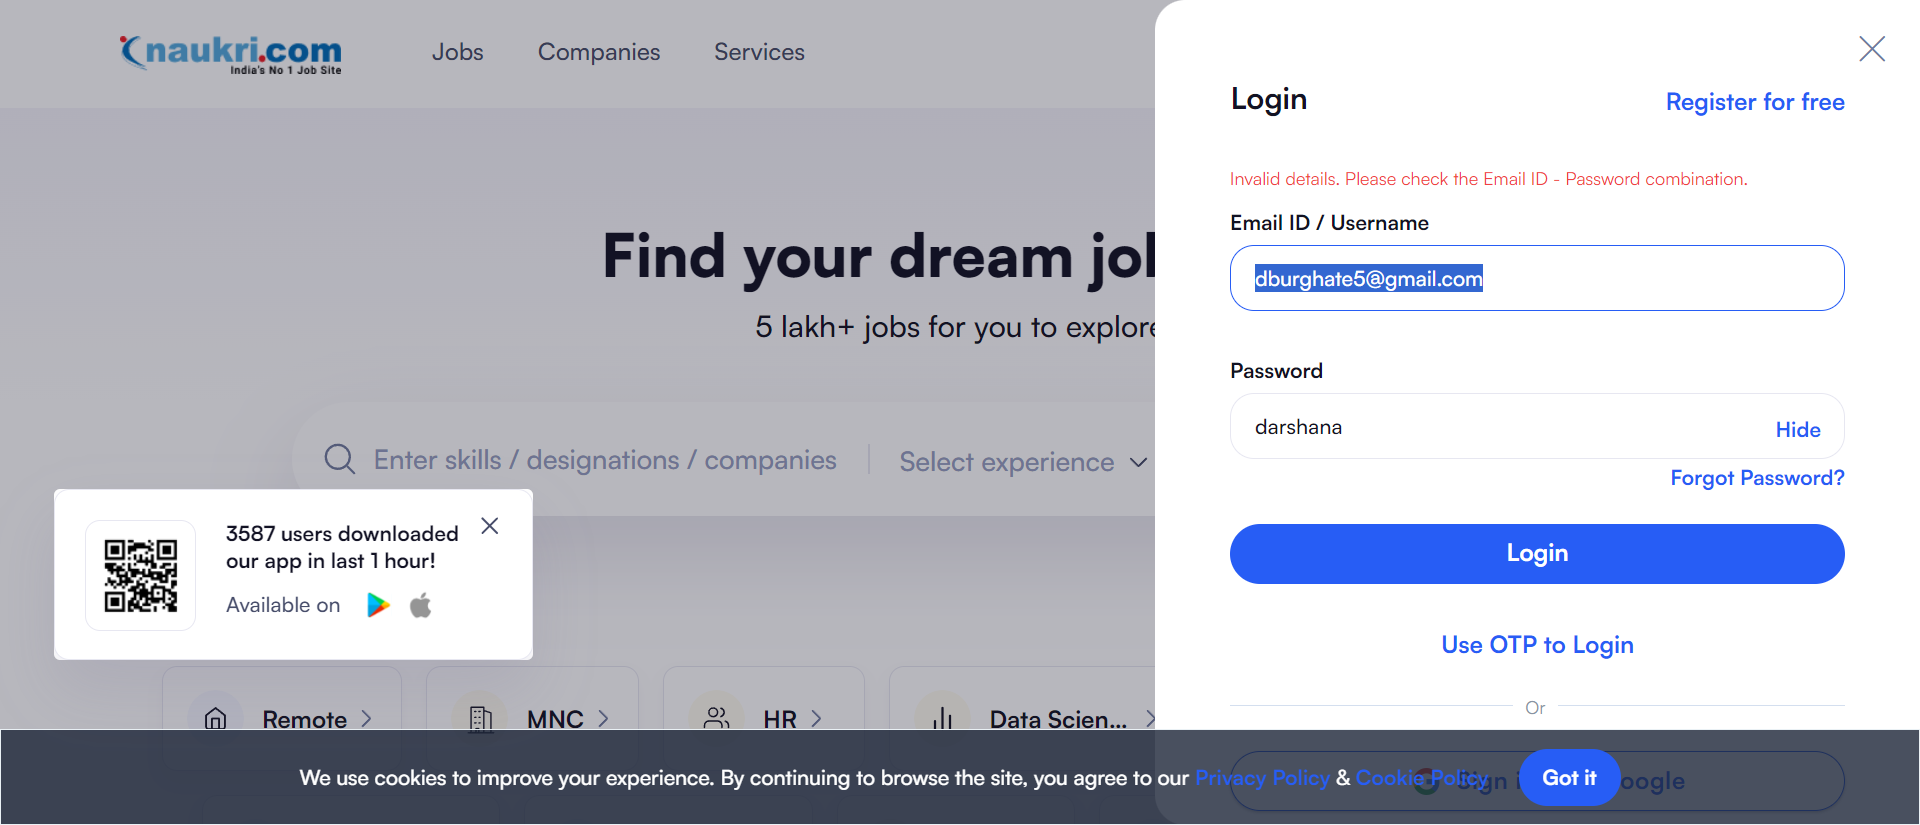 naukri.com
India's No 1 Job Site
Jobs
Companies
Services
Find your dream jo
5 lakh+ jobs for you to explore
Enter skills / designations / companies
Select experience
3587 users downloaded
our app in last 1 hour!
Available on
Remote
MNC
HR
Data Scien...
Login
Register for free
Invalid details. Please check the Email ID - Password combination.
Email ID / Username
dburghate5@gmail.com
Password
darshana
Hide
Forgot Password?
Login
Use OTP to Login
Or
Sign i
oogle
We use cookies to improve your experience. By continuing to browse the site, you agree to our Privacy Policy & Cookie Policy
Got it